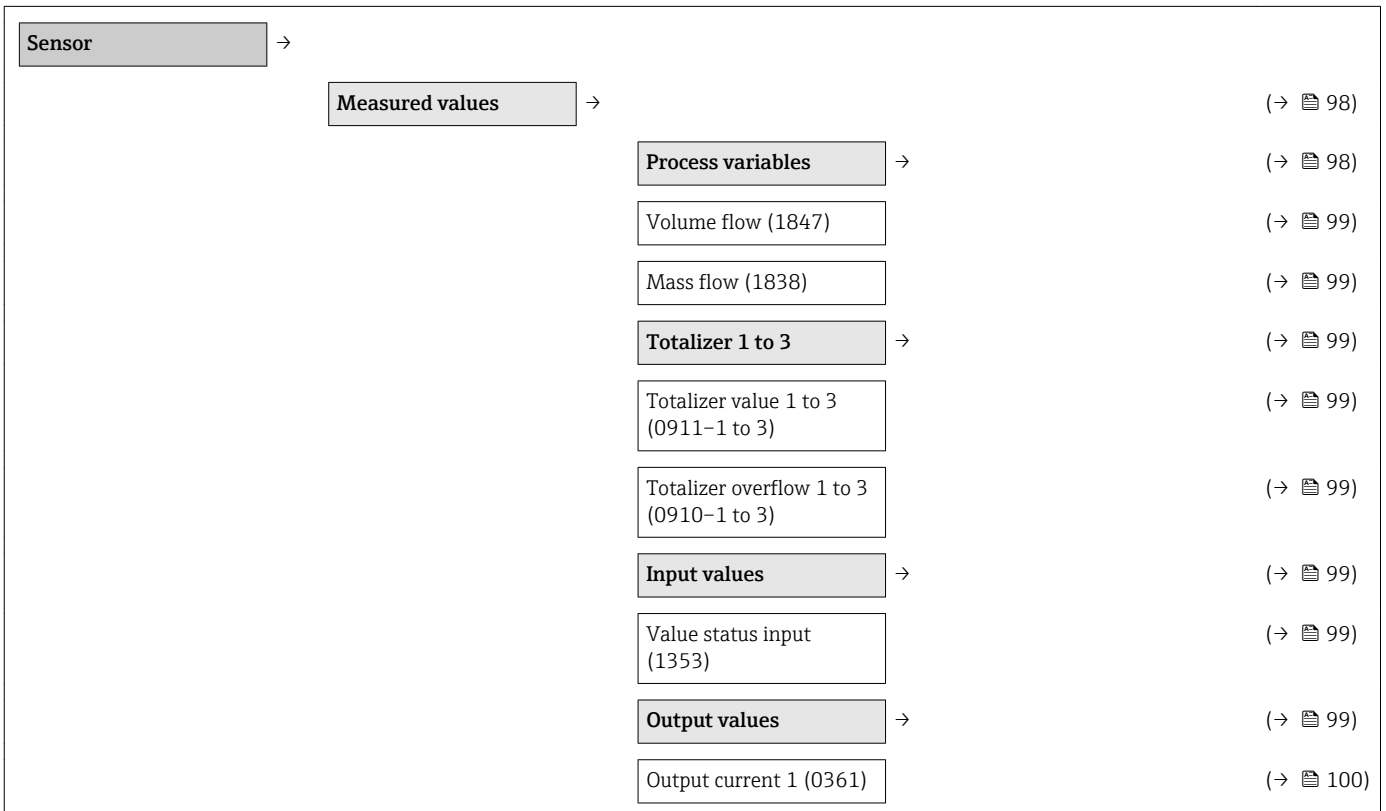 Sensor →
Measured values → (→ 98)
Process variables → (→ 98)
Volume flow (1847) (→ 99)
Mass flow (1838) (→ 99)
Totalizer 1 to 3 → (→ 99)
Totalizer value 1 to 3 (→ 99)
(0911–1 to 3)
Totalizer overflow 1 to 3 (→ 99)
(0910–1 to 3)
Input values → (→ 99)
Value status input (→ 99)
(1353)
Output values → (→ 99)
Output current 1 (0361) (→ 100)